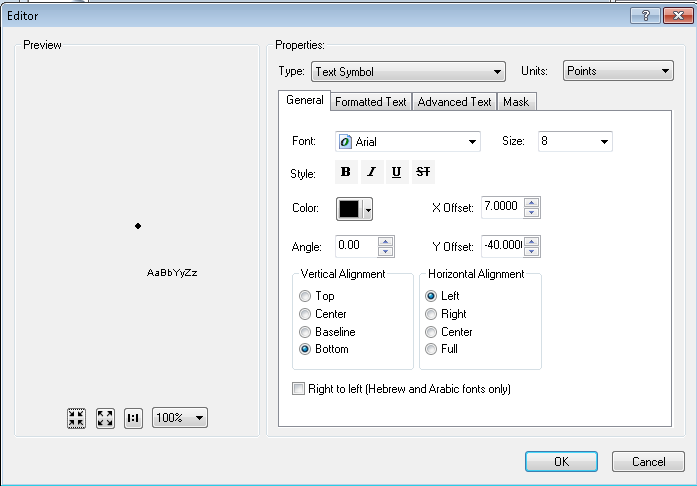 Editor
Preview
AaBbYyZz
1:1
100%
Properties:
Type: Text Symbol Units: Points
General Formatted Text Advanced Text Mask
Font: Arial Size: 8
Style: B I U ST
Color: X Offset: 7.0000
Angle: 0.00 Y Offset: -40.000
Vertical Alignment
Top
Center
Baseline
Bottom
Horizontal Alignment
Left
Right
Center
Full
Right to left (Hebrew and Arabic fonts only)
OK Cancel